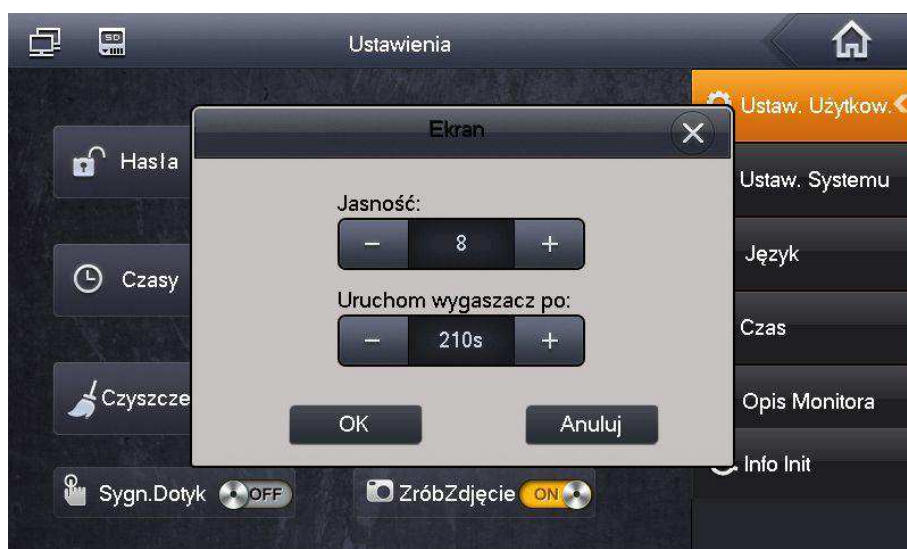 SD
Ustawienia
Ustaw. Użytkow.
Ekran
Hasła
Ustaw. Systemu
Jasność:
− 8 +
Język
Czasy
Uruchom wygaszacz po:
− 210s +
Czas
Czyszcze
OK
Anuluj
Opis Monitora
Info Init
Sygn.Dotyk OFF
ZróbZdjęcie ON